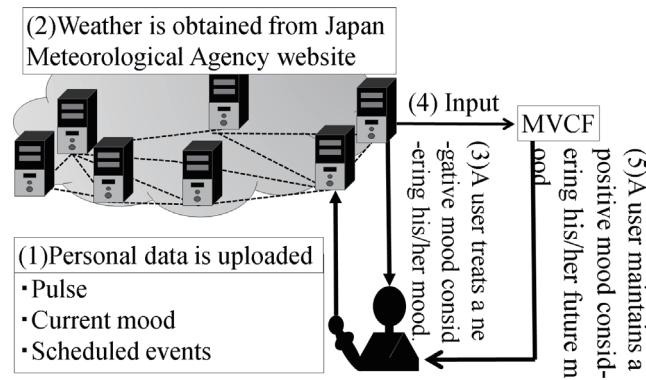 (2)Weather is obtained from Japan
Meteorological Agency website
(4) Input
MVCF
(3)A user treats a ne
-gative mood consid
-ering his/her mood.
(5)A user maintains a
positive mood consid-
ering his/her future m
ood
(1)Personal data is uploaded
・Pulse
・Current mood
・Scheduled events